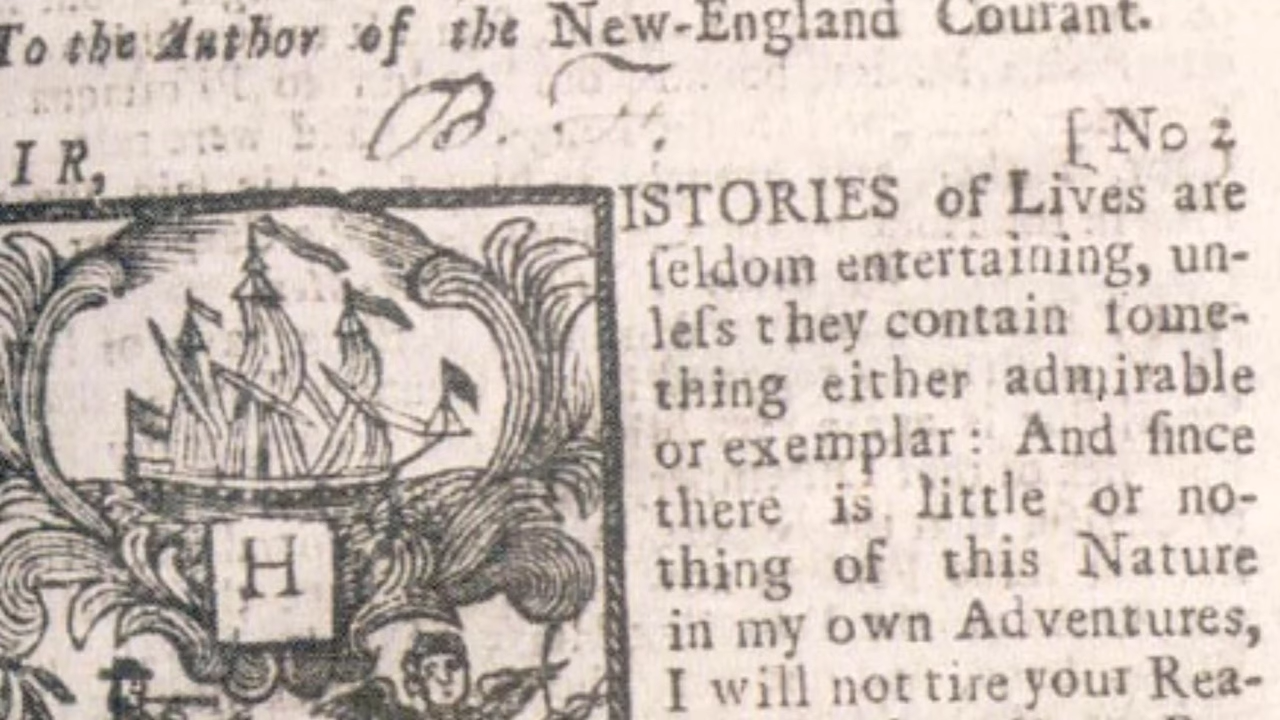 To the Author of the New-England Courant.
B.
[No 2
IR,
HISTORIES of Lives are
ſeldom entertaining, un-
leſs they contain ſome-
thing either admirable
or exemplar: And ſince
there is little or no-
thing of this Nature
in my own Adventures,
I will not tire your Rea-